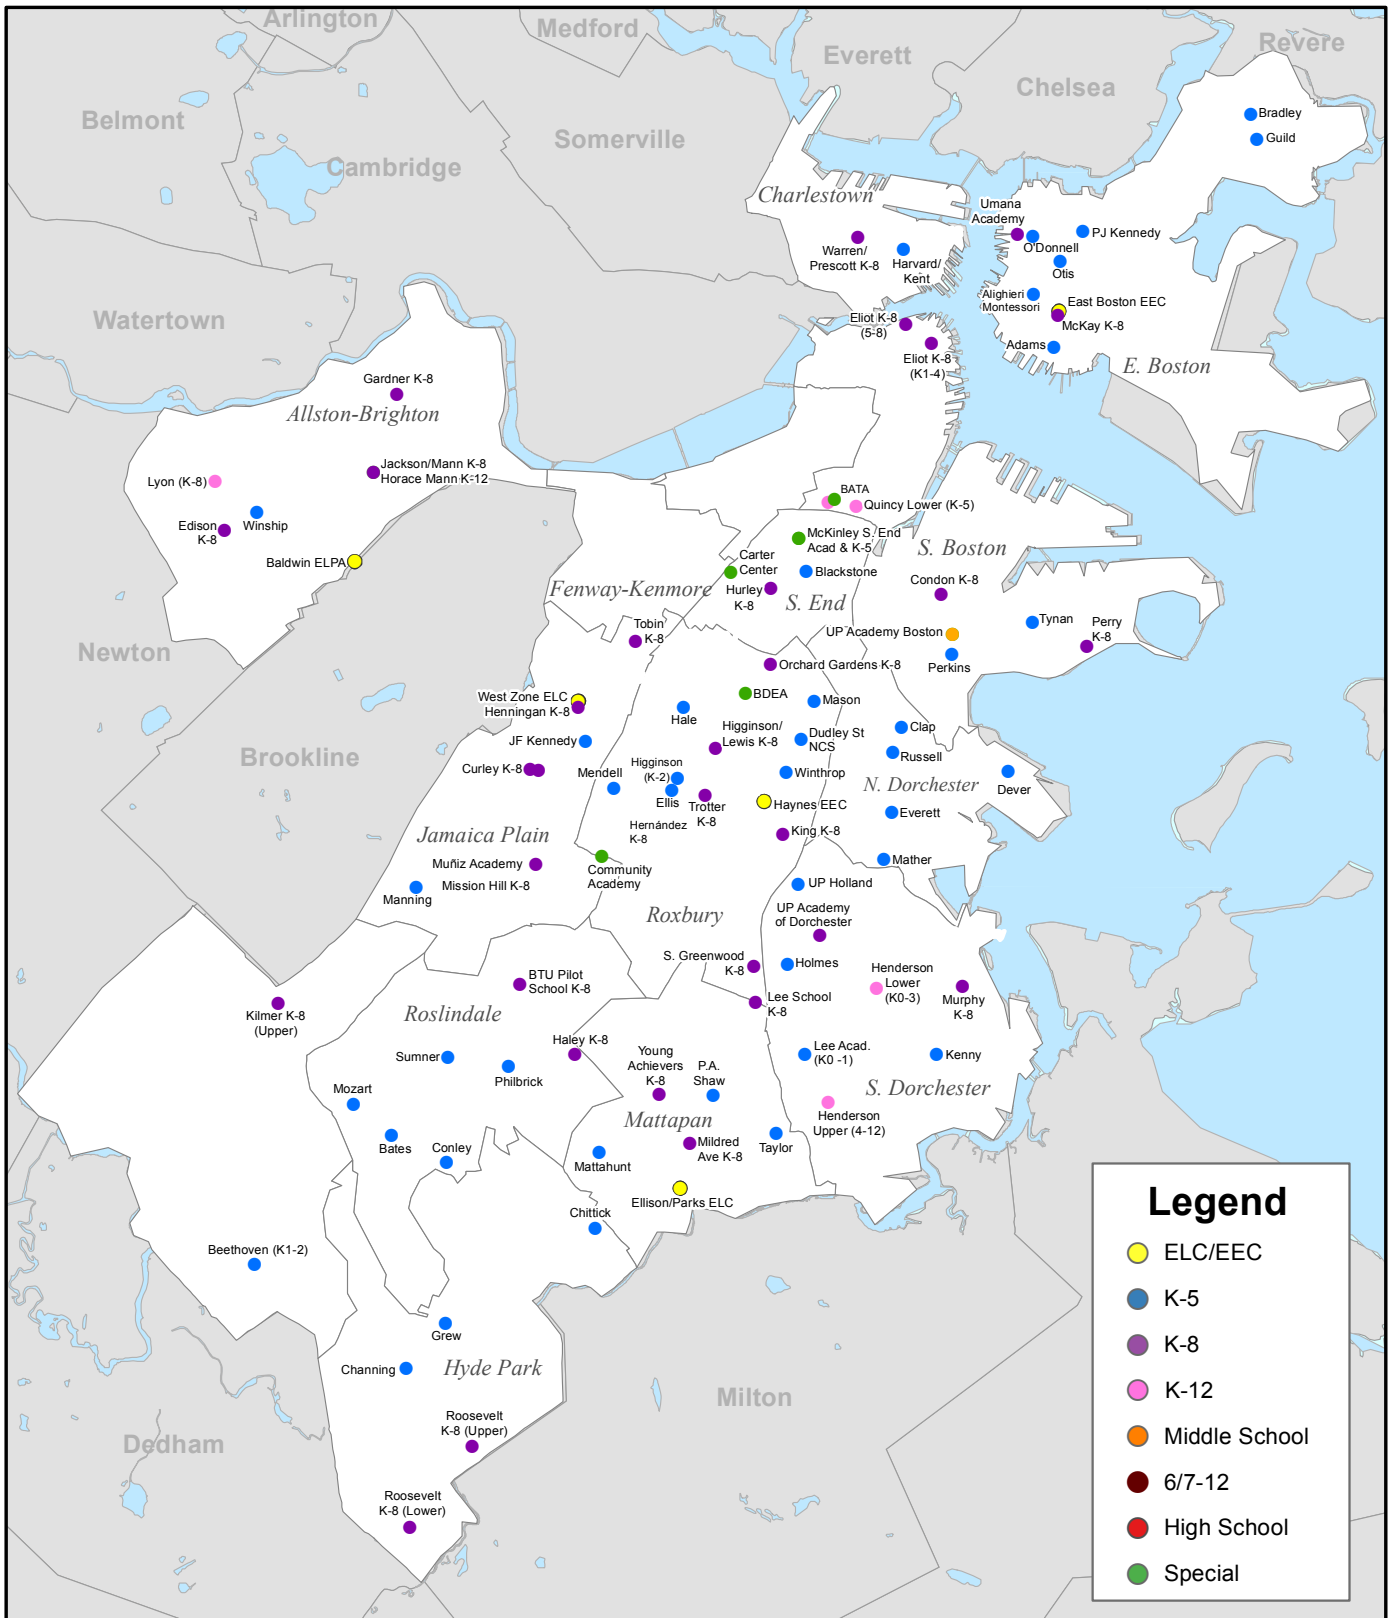 Arlington
Medford
Everett
Revere
Chelsea
Belmont
Somerville
Cambridge
Watertown
Newton
Brookline
Dedham
Milton
Bradley
Guild
Charlestown
Umana
Academy
PJ Kennedy
O'Donnell
Otis
Warren/
Prescott K-8
Harvard/
Kent
Alighieri
Montessori
East Boston EEC
McKay K-8
Adams
E. Boston
Eliot K-8
(5-8)
Eliot K-8
(K1-4)
Gardner K-8
Allston-Brighton
Jackson/Mann K-8
Horace Mann K-12
Lyon (K-8)
Winship
Edison
K-8
Baldwin ELPA
BATA
Quincy Lower (K-5)
McKinley S. End
Acad & K-5
Carter
Center
Blackstone
Hurley
K-8
S. End
Fenway-Kenmore
S. Boston
Condon K-8
Tynan
Perry
K-8
UP Academy Boston
Perkins
Tobin
K-8
Orchard Gardens K-8
BDEA
Mason
West Zone ELC
Henningan K-8
Hale
Higginson/
Lewis K-8
Dudley St
NCS
Clap
Russell
JF Kennedy
Curley K-8
Mendell
Higginson
(K-2)
Ellis
Trotter
K-8
Winthrop
Haynes EEC
N. Dorchester
Dever
Everett
Hernández
K-8
King K-8
Jamaica Plain
Mather
Muñiz Academy
Mission Hill K-8
Community
Academy
Manning
UP Holland
Roxbury
UP Academy
of Dorchester
S. Greenwood
K-8
Holmes
Henderson
Lower
(K0-3)
Murphy
K-8
BTU Pilot
School K-8
Lee School
K-8
Kilmer K-8
(Upper)
Roslindale
Haley K-8
Sumner
Philbrick
Young
Achievers
K-8
P.A.
Shaw
Lee Acad.
(K0 -1)
Kenny
S. Dorchester
Mozart
Mattapan
Henderson
Upper (4-12)
Bates
Conley
Mattahunt
Mildred
Ave K-8
Taylor
Ellison/Parks ELC
Chittick
Beethoven (K1-2)
Grew
Channing
Hyde Park
Roosevelt
K-8 (Upper)
Roosevelt
K-8 (Lower)
Legend
ELC/EEC
K-5
K-8
K-12
Middle School
6/7-12
High School
Special